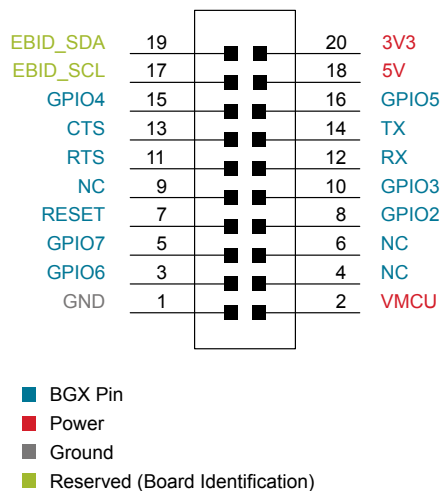 EBID_SDA 19 20 3V3
EBID_SCL 17 18 5V
GPIO4 15 16 GPIO5
CTS 13 14 TX
RTS 11 12 RX
NC 9 10 GPIO3
RESET 7 8 GPIO2
GPIO7 5 6 NC
GPIO6 3 4 NC
GND 1 2 VMCU
BGX Pin
Power
Ground
Reserved (Board Identification)